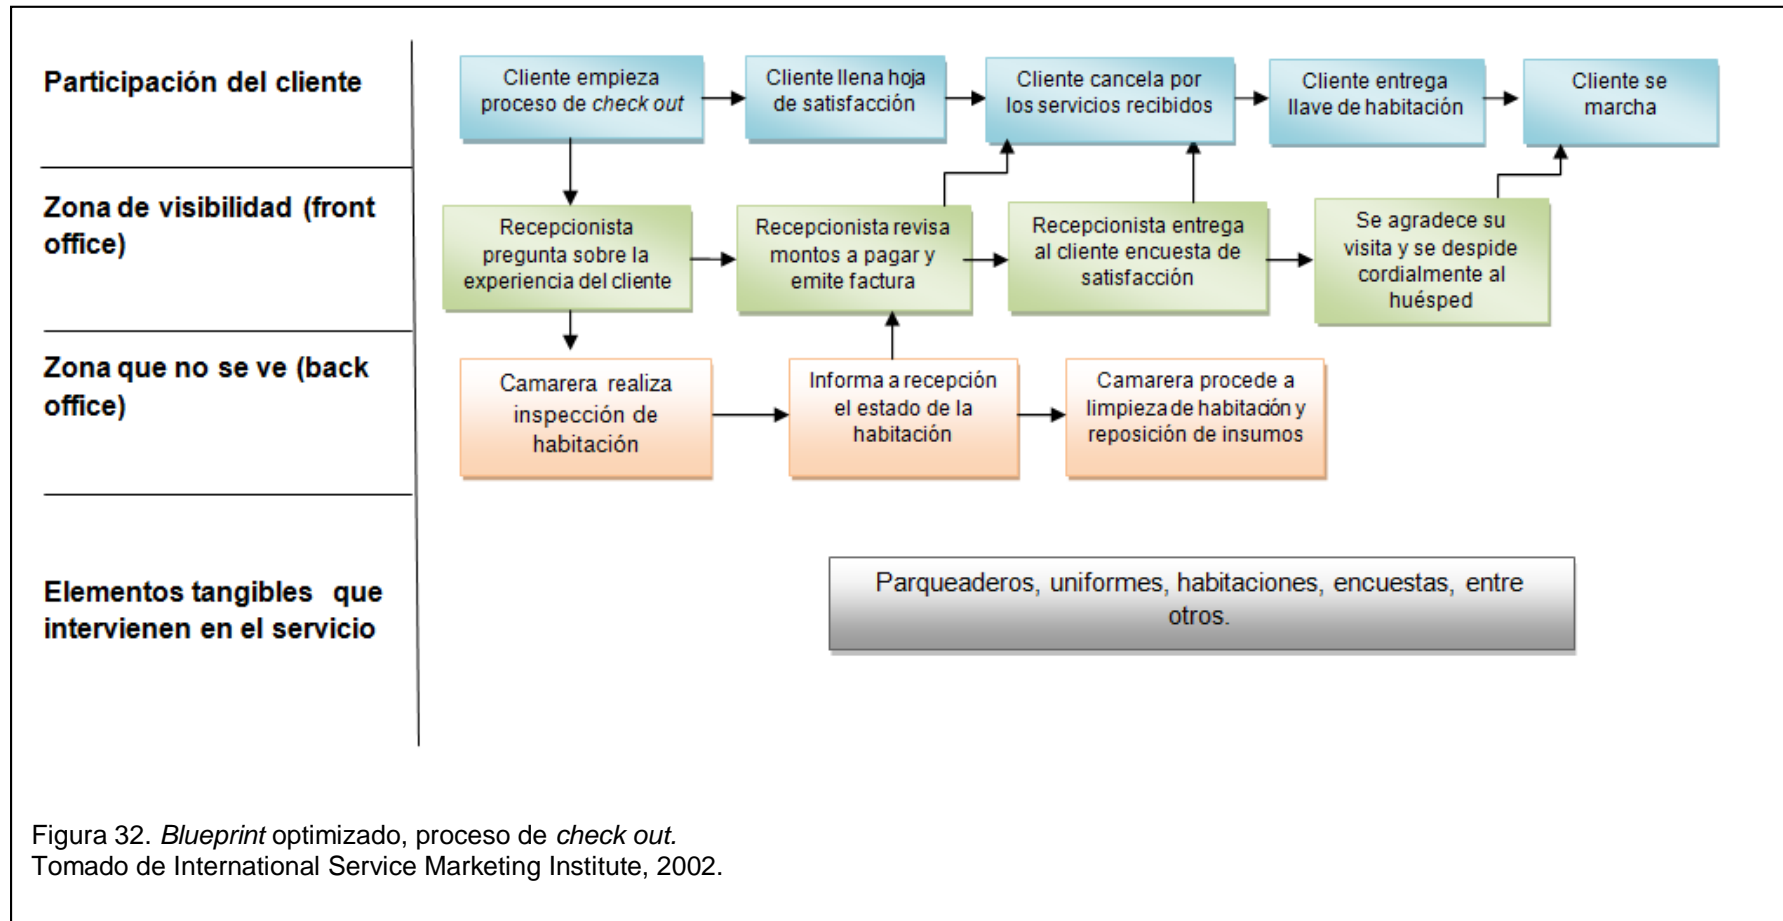 Participación del cliente
Cliente empieza
proceso de check out
Cliente llena hoja
de satisfacción
Cliente cancela por
los servicios recibidos
Cliente entrega
llave de habitación
Cliente se
marcha
Zona de visibilidad (front
office)
Recepcionista
pregunta sobre la
experiencia del cliente
Recepcionista revisa
montos a pagar y
emite factura
Recepcionista entrega
al cliente encuesta de
satisfacción
Se agradece su
visita y se despide
cordialmente al
huésped
Zona que no se ve (back
office)
Camarera realiza
inspección de
habitación
Informa a recepción
el estado de la
habitación
Camarera procede a
limpieza de habitación y
reposición de insumos
Elementos tangibles que
intervienen en el servicio
Parqueaderos, uniformes, habitaciones, encuestas, entre
otros.
Figura 32. Blueprint optimizado, proceso de check out.
Tomado de International Service Marketing Institute, 2002.